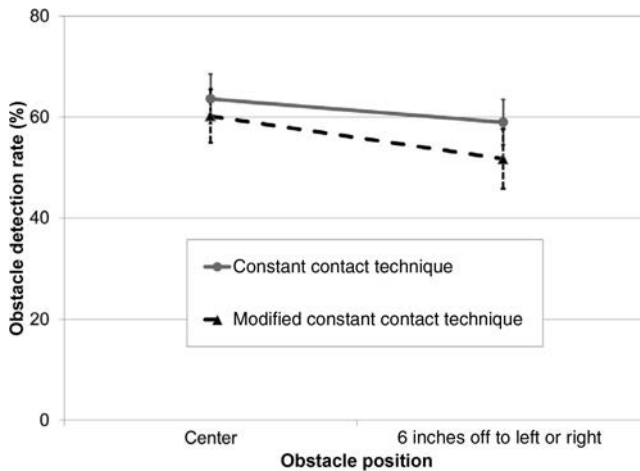 80
60
40
20
0
Obstacle detection rate (%)
Constant contact technique
Modified constant contact technique
Center
6 inches off to left or right
Obstacle position